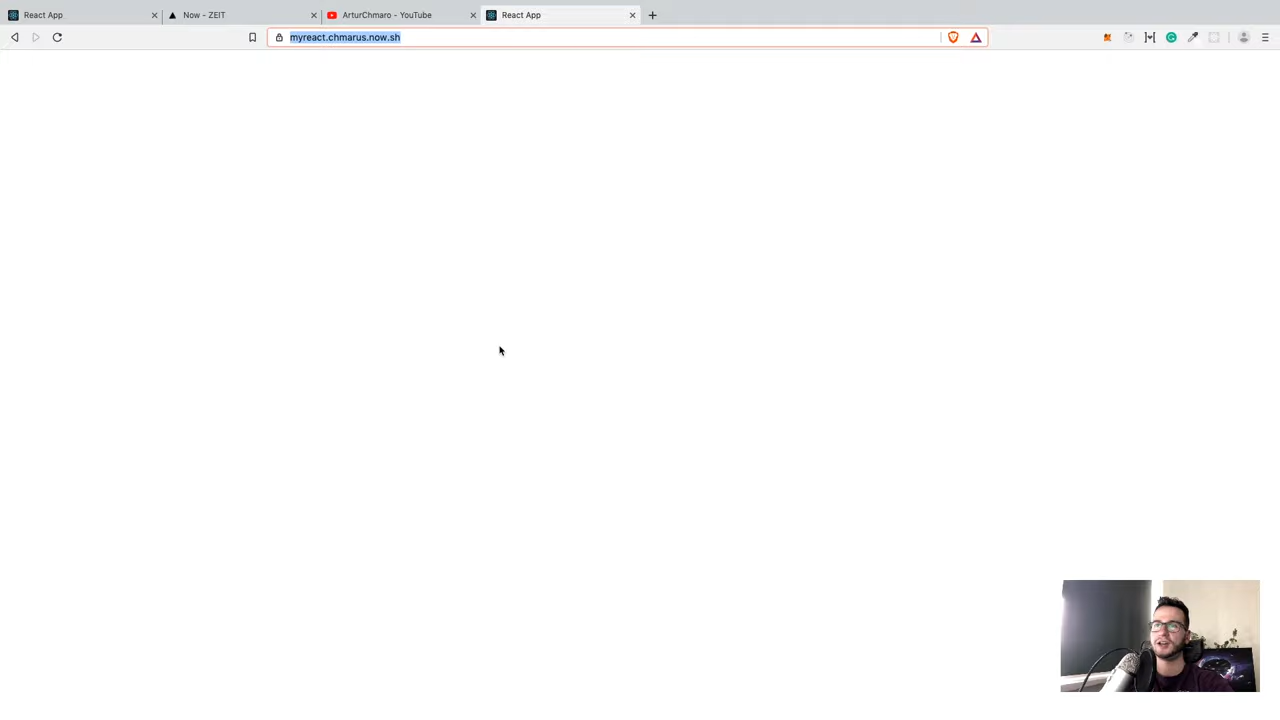 React App
Now - ZEIT
ArturChmaro - YouTube
React App
myreact.chmarus.now.sh